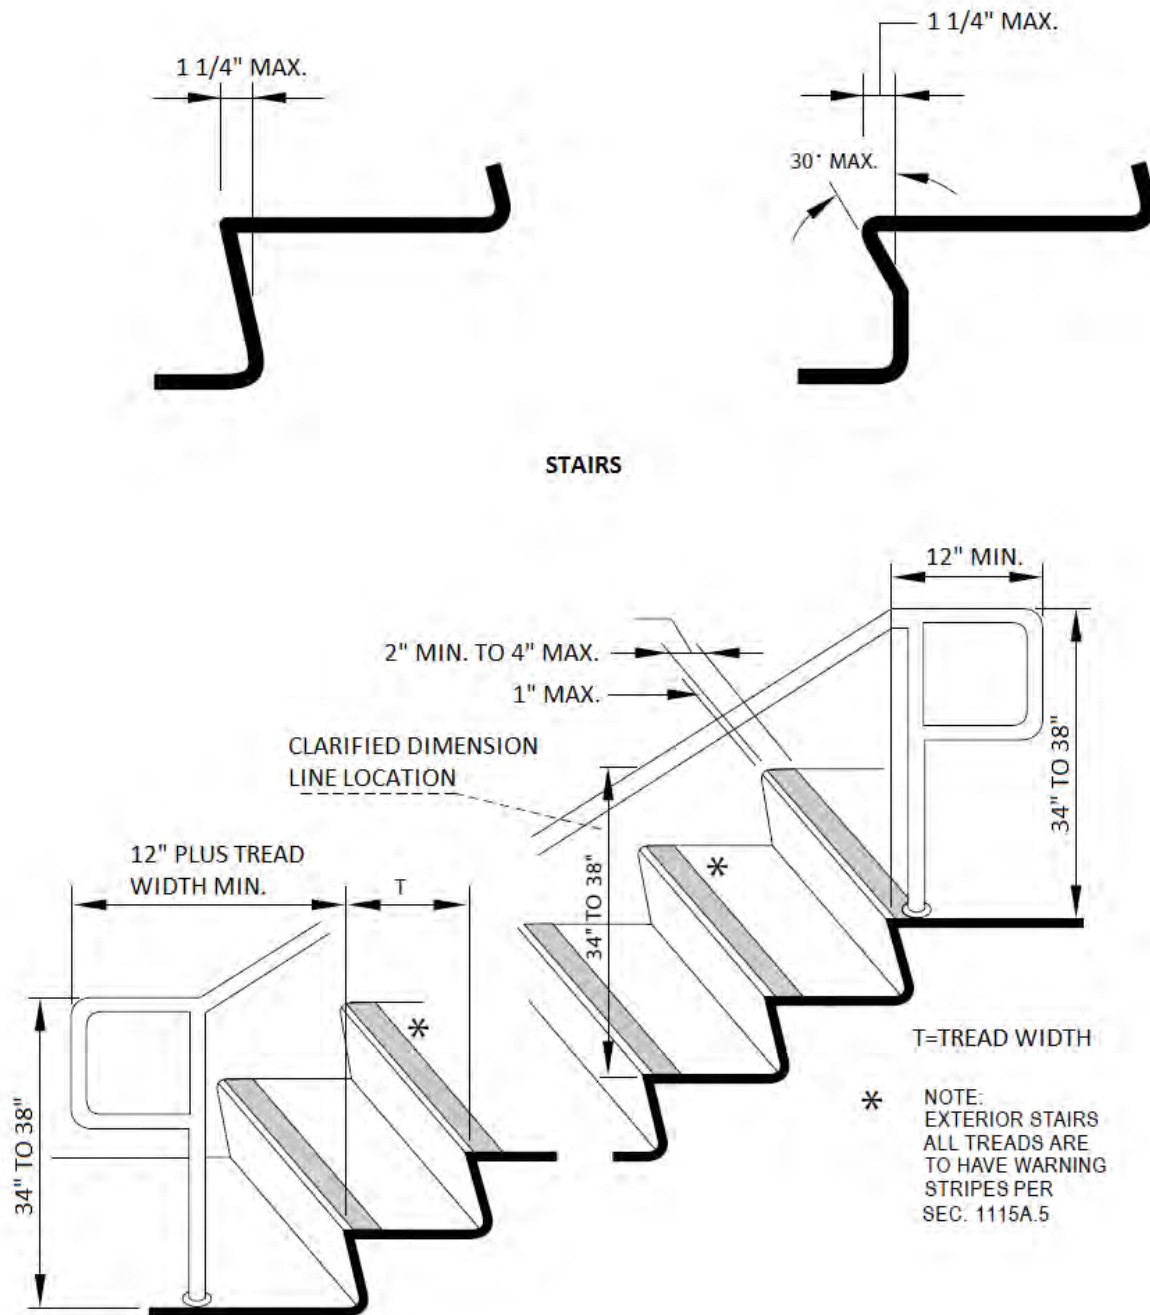 1 1/4" MAX.
1 1/4" MAX.
30° MAX.
STAIRS
12" MIN.
2" MIN. TO 4" MAX.
1" MAX.
CLARIFIED DIMENSION
LINE LOCATION
34" TO 38"
34" TO 38"
12" PLUS TREAD
WIDTH MIN.
T
*
*
34" TO 38"
T=TREAD WIDTH
* NOTE:
EXTERIOR STAIRS
ALL TREADS ARE
TO HAVE WARNING
STRIPES PER
SEC. 1115A.5